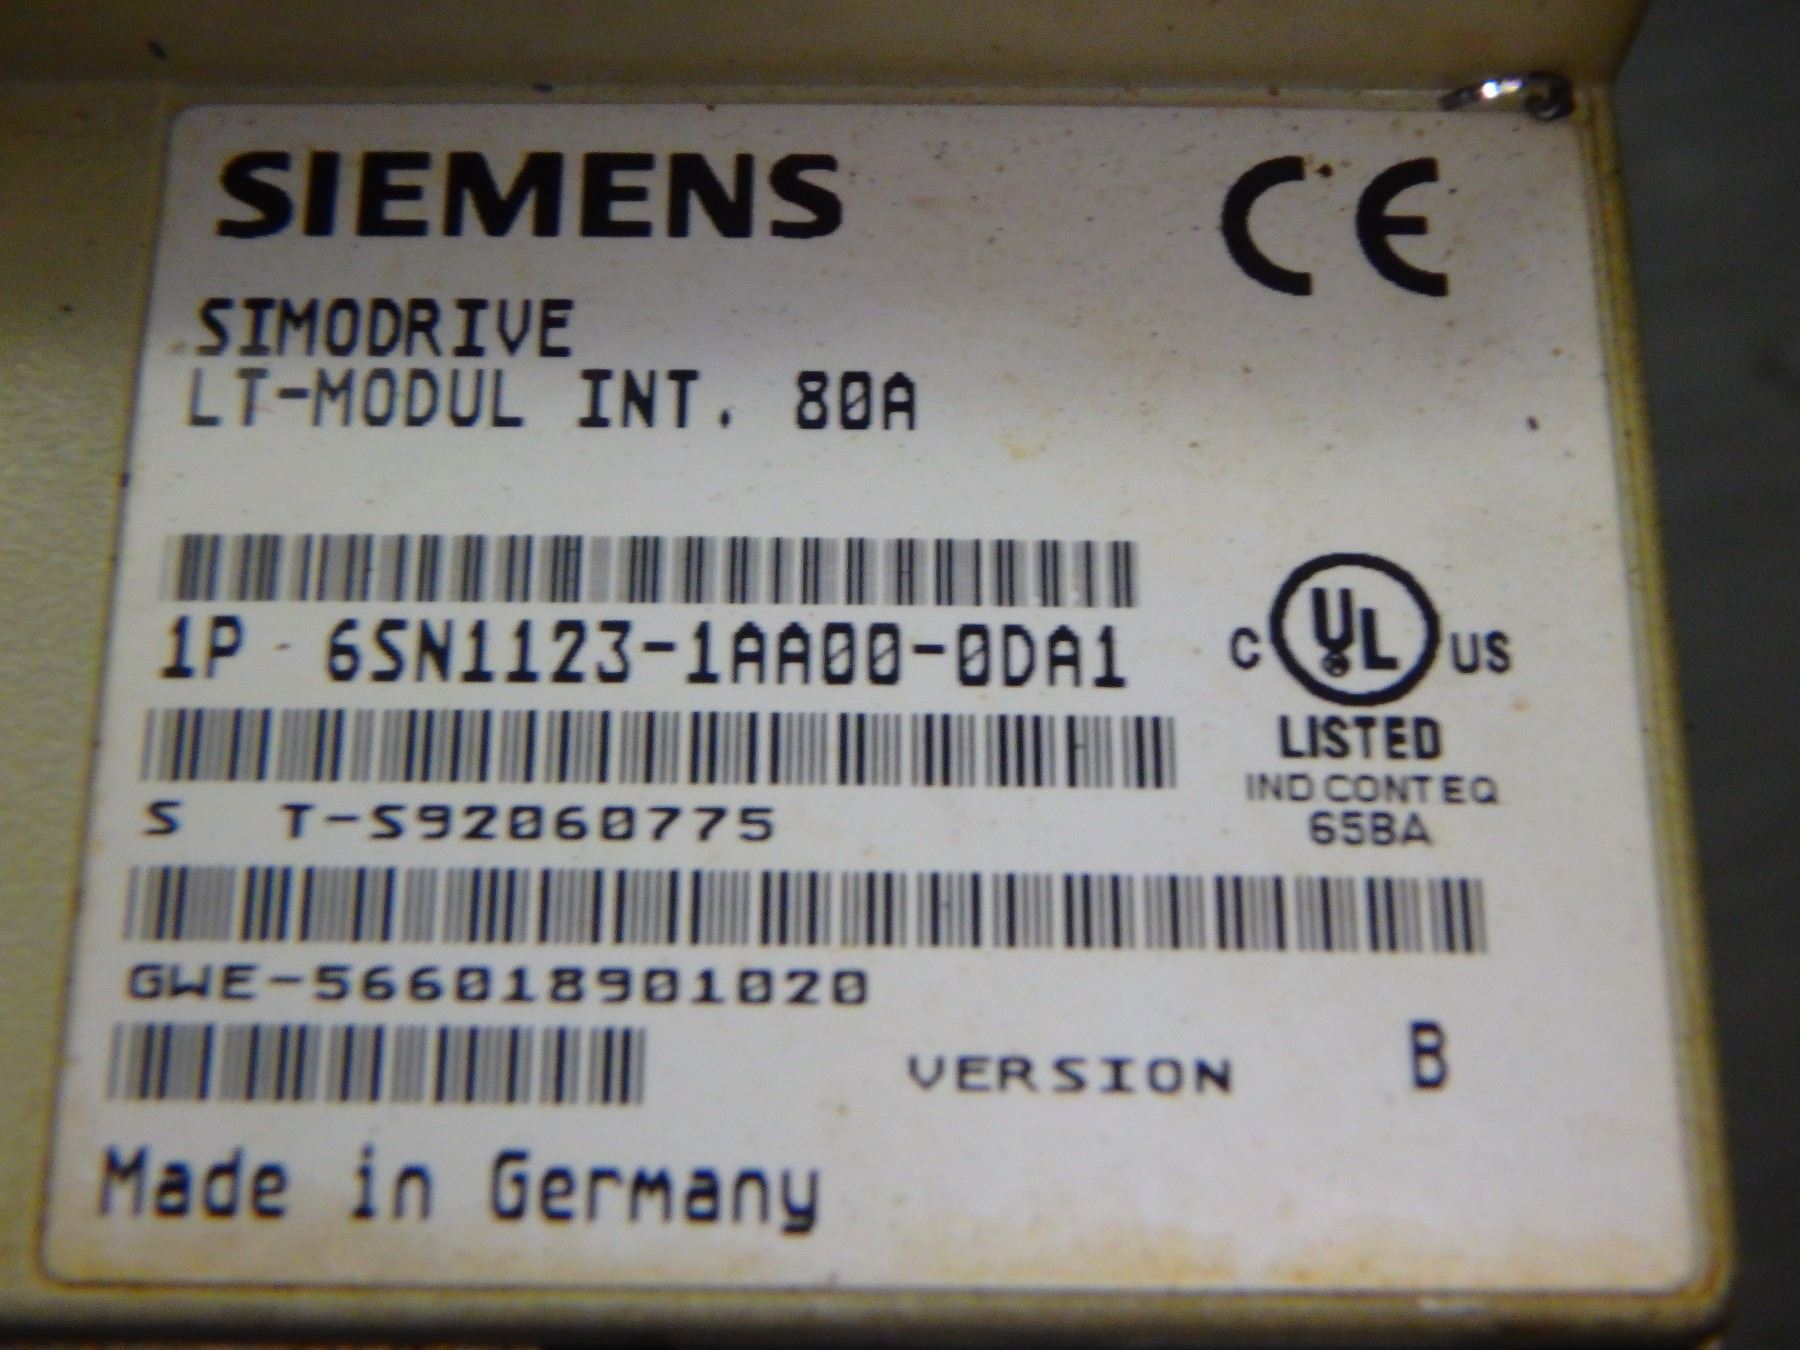 SIEMENS
CE
SIMODRIVE
LT-MODUL INT. 80A
1P 6SN1123-1AA00-0DA1
C UL US
LISTED
IND CONT EQ
65BA
S T-S92060775
GWE-566018901020
VERSION B
Made in Germany